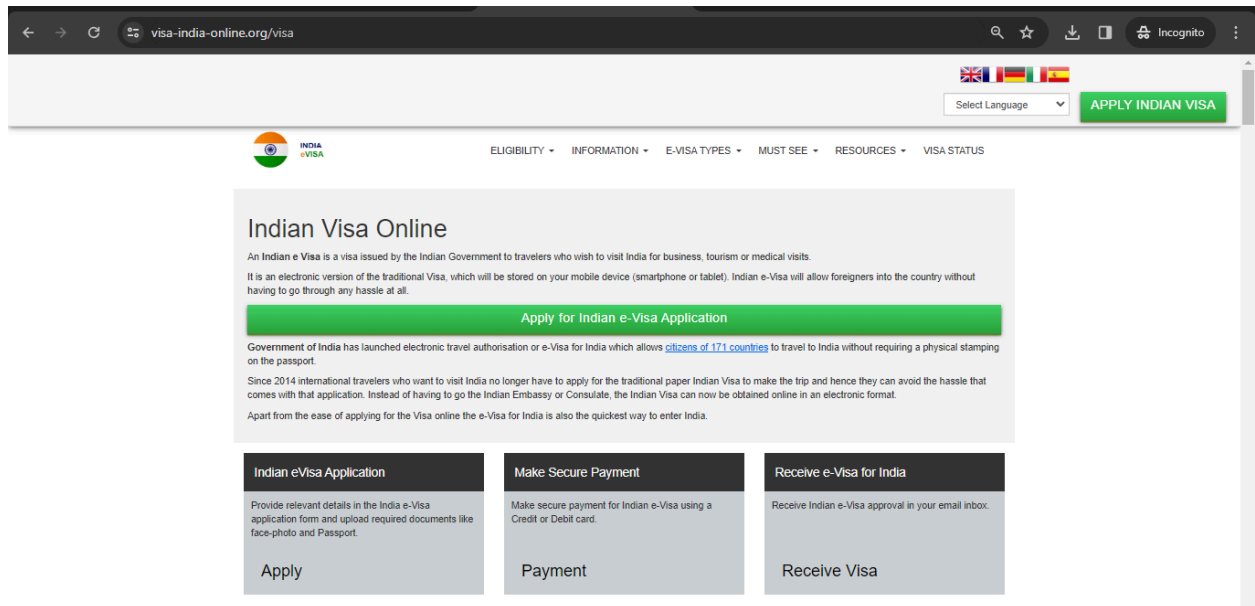 visa-india-online.org/visa
Incognito
Select Language
APPLY INDIAN VISA
INDIA
eVISA
ELIGIBILITY
INFORMATION
E-VISA TYPES
MUST SEE
RESOURCES
VISA STATUS
Indian Visa Online
An Indian e Visa is a visa issued by the Indian Government to travelers who wish to visit India for business, tourism or medical visits.
It is an electronic version of the traditional Visa, which will be stored on your mobile device (smartphone or tablet). Indian e-Visa will allow foreigners into the country without
having to go through any hassle at all.
Apply for Indian e-Visa Application
Government of India has launched electronic travel authorisation or e-Visa for India which allows citizens of 171 countries to travel to India without requiring a physical stamping
on the passport.
Since 2014 international travelers who want to visit India no longer have to apply for the traditional paper Indian Visa to make the trip and hence they can avoid the hassle that
comes with that application. Instead of having to go the Indian Embassy or Consulate, the Indian Visa can now be obtained online in an electronic format.
Apart from the ease of applying for the Visa online the e-Visa for India is also the quickest way to enter India.
Indian eVisa Application
Provide relevant details in the India e-Visa
application form and upload required documents like
face-photo and Passport.
Apply
Make Secure Payment
Make secure payment for Indian e-Visa using a
Credit or Debit card.
Payment
Receive e-Visa for India
Receive Indian e-Visa approval in your email inbox.
Receive Visa